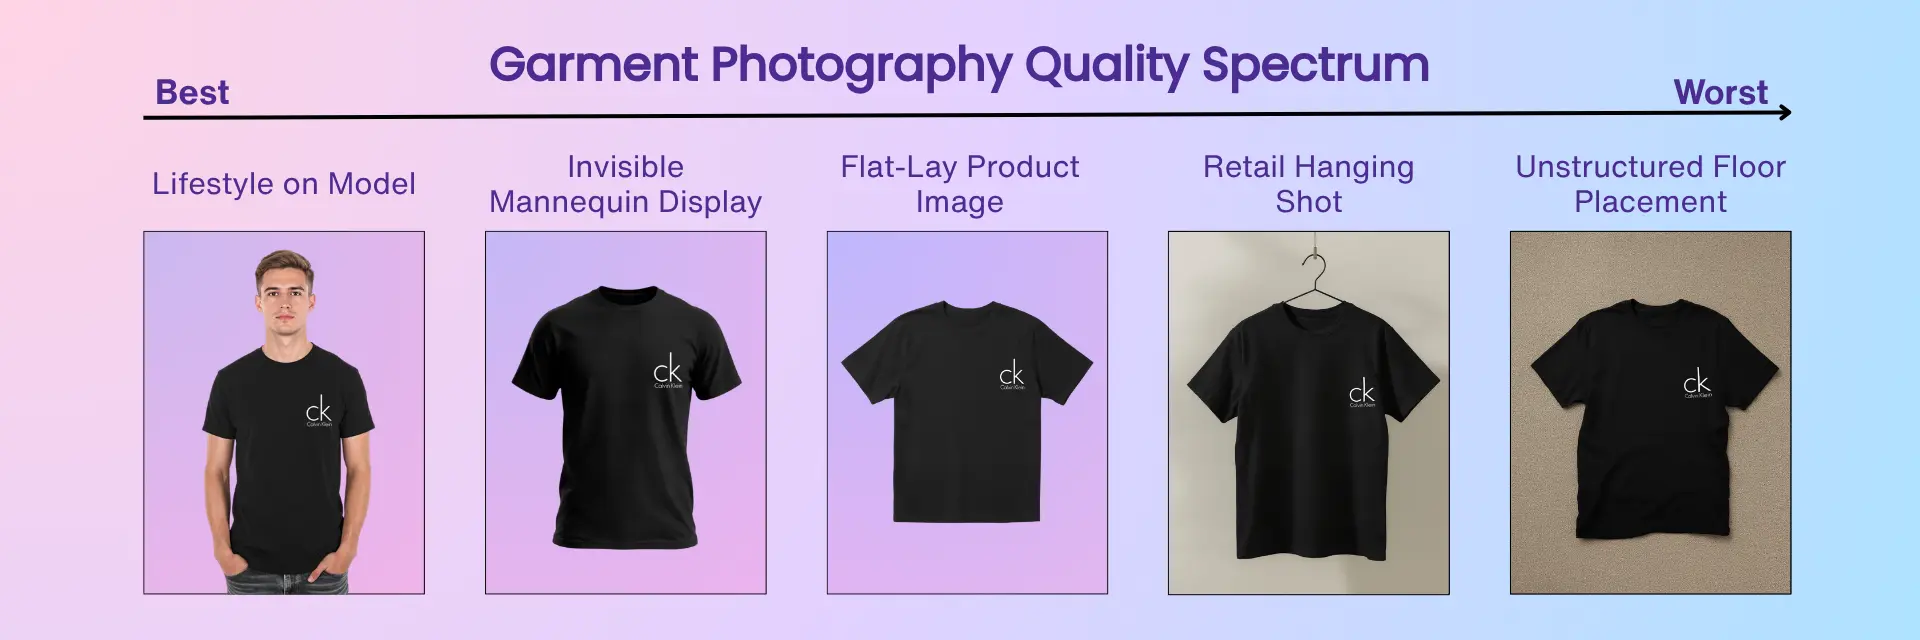 Garment Photography Quality Spectrum
Best
Worst
Lifestyle on Model
Invisible
Mannequin Display
Flat-Lay Product
Image
Retail Hanging
Shot
Unstructured Floor
Placement
ck
Calvin Klein
ck
Calvin Klein
ck
Calvin Klein
ck
Calvin Klein
ck
Calvin Klein